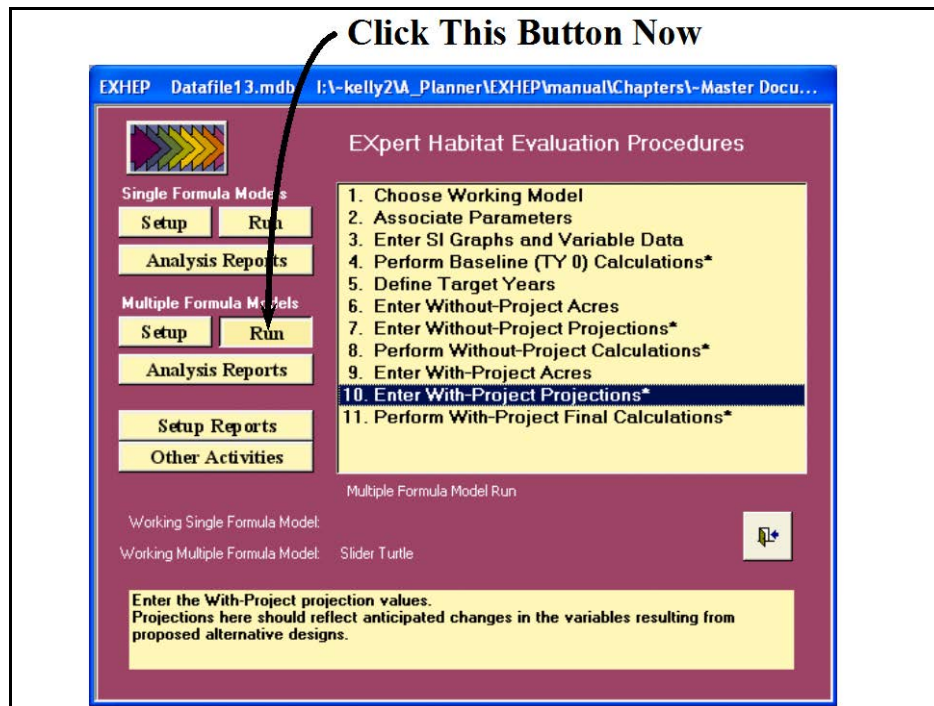 Click This Button Now
EXHEP Datafile13.mdb I:\~kelly2\A_Planner\EXHEP\manual\Chapters\~Master Docu...
EXpert Habitat Evaluation Procedures
Single Formula Models
Setup Run
Analysis Reports
Multiple Formula Models
Setup Run
Analysis Reports
Setup Reports
Other Activities
1. Choose Working Model
2. Associate Parameters
3. Enter SI Graphs and Variable Data
4. Perform Baseline (TY 0) Calculations*
5. Define Target Years
6. Enter Without-Project Acres
7. Enter Without-Project Projections*
8. Perform Without-Project Calculations*
9. Enter With-Project Acres
10. Enter With-Project Projections*
11. Perform With-Project Final Calculations*
Multiple Formula Model Run
Working Single Formula Model:
Working Multiple Formula Model: Slider Turtle
Enter the With-Project projection values.
Projections here should reflect anticipated changes in the variables resulting from
proposed alternative designs.